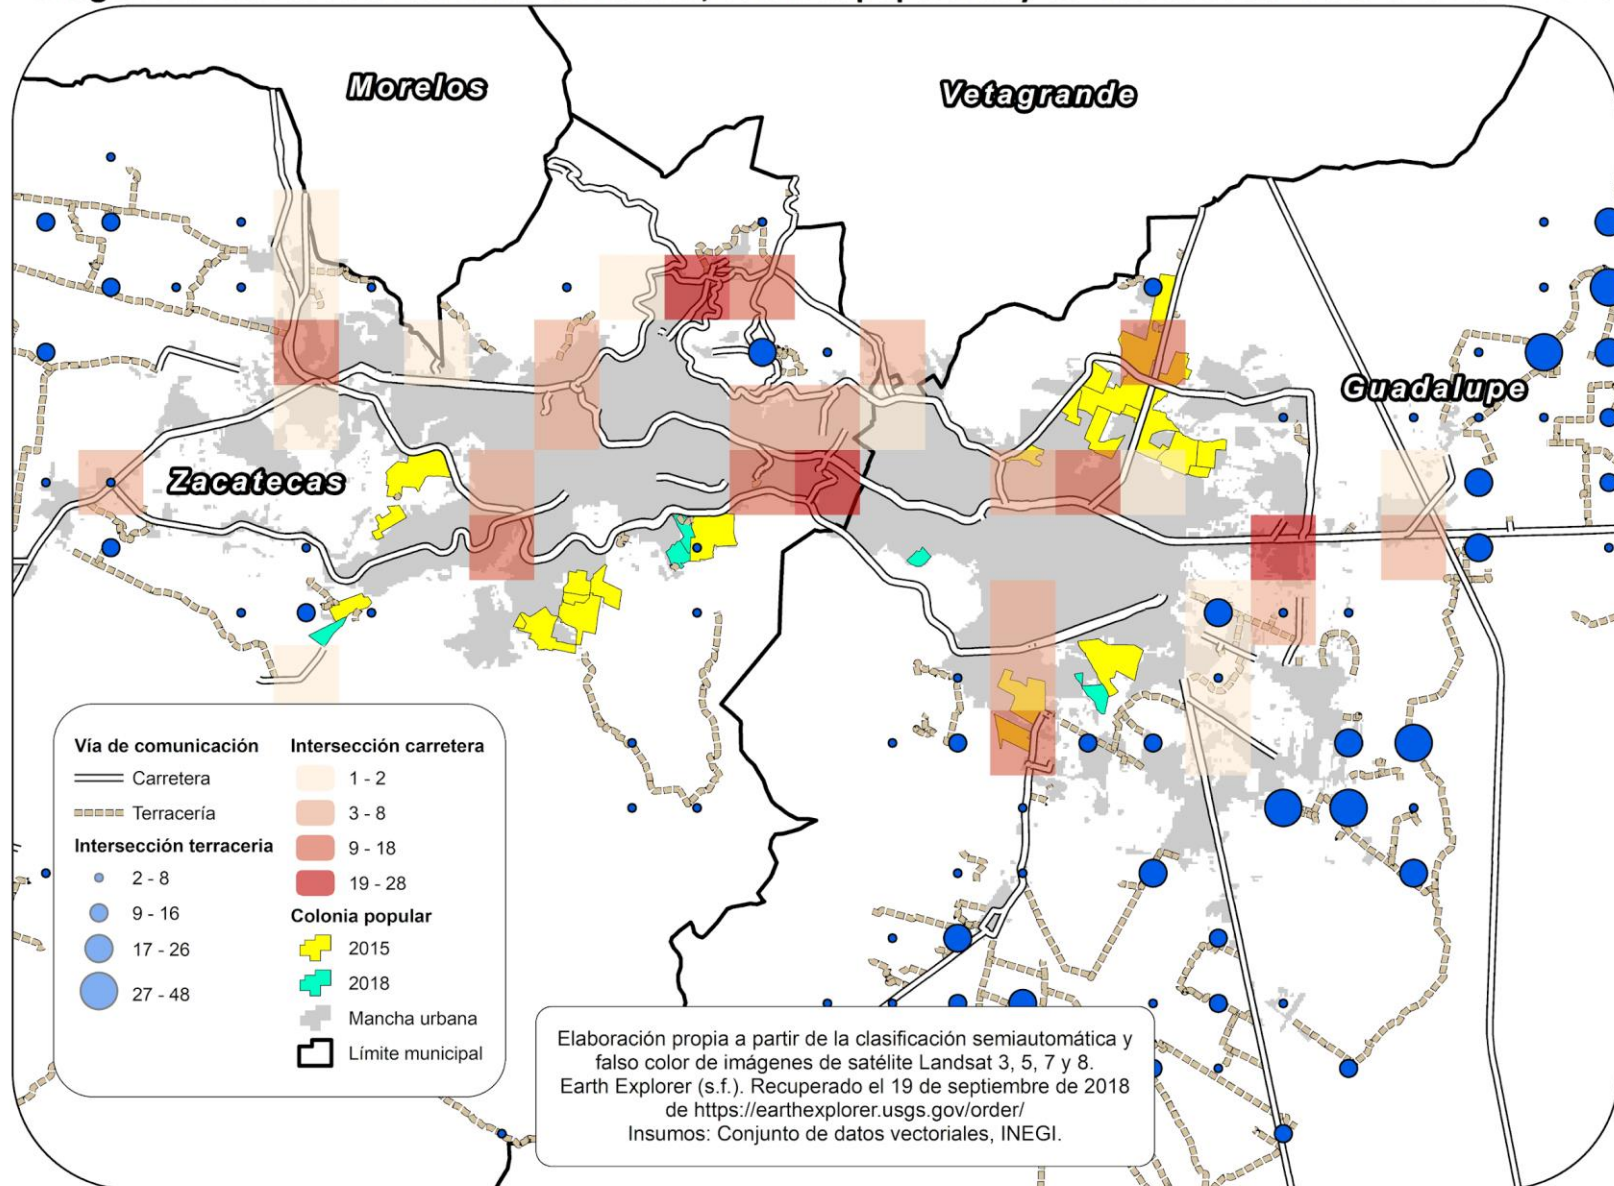 Morelos
Vetagrande
Guadalupe
Zacatecas
Vía de comunicación
Carretera
Terracería
Intersección terraceria
2 - 8
9 - 16
17 - 26
27 - 48
Intersección carretera
1 - 2
3 - 8
9 - 18
19 - 28
Colonia popular
2015
2018
Mancha urbana
Límite municipal
Elaboración propia a partir de la clasificación semiautomática y
falso color de imágenes de satélite Landsat 3, 5, 7 y 8.
Earth Explorer (s.f.). Recuperado el 19 de septiembre de 2018
de https://earthexplorer.usgs.gov/order/
Insumos: Conjunto de datos vectoriales, INEGI.